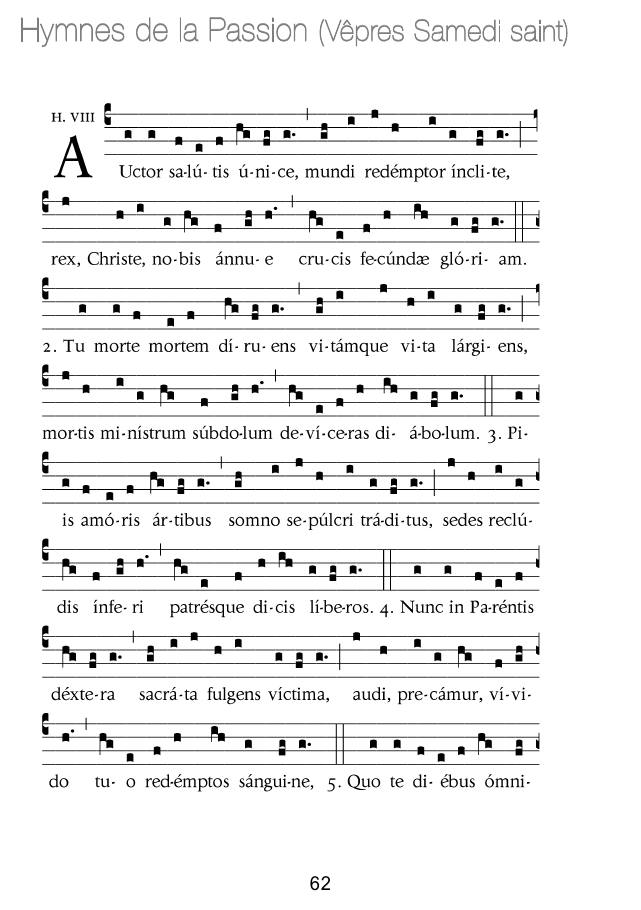 Hymnes de la Passion (Vêpres Samedi saint)
H. VIII
AUctor sa-lú-tis ú-ni-ce, mundi redémptor íncli-te,
rex, Christe, no-bis ánnu-e cru-cis fe-cúndæ gló-ri-am.
2. Tu morte mortem dí-ru-ens vi-támque vi-ta lárgi-ens,
mor-tis mi-nístrum súbdo-lum de-ví-ce-ras di-á-bo-lum. 3. Pi-
is amó-ris ár-tibus somno se-púlcri trá-di-tus, sedes reclú-
dis ínfe-ri patrésque di-cis lí-be-ros. 4. Nunc in Pa-réntis
déxte-ra sacrá-ta fulgens víctima, audi, pre-cámur, ví-vi-
do tu-o redémptos sángui-ne, 5. Quo te di-ébus ómni-
62